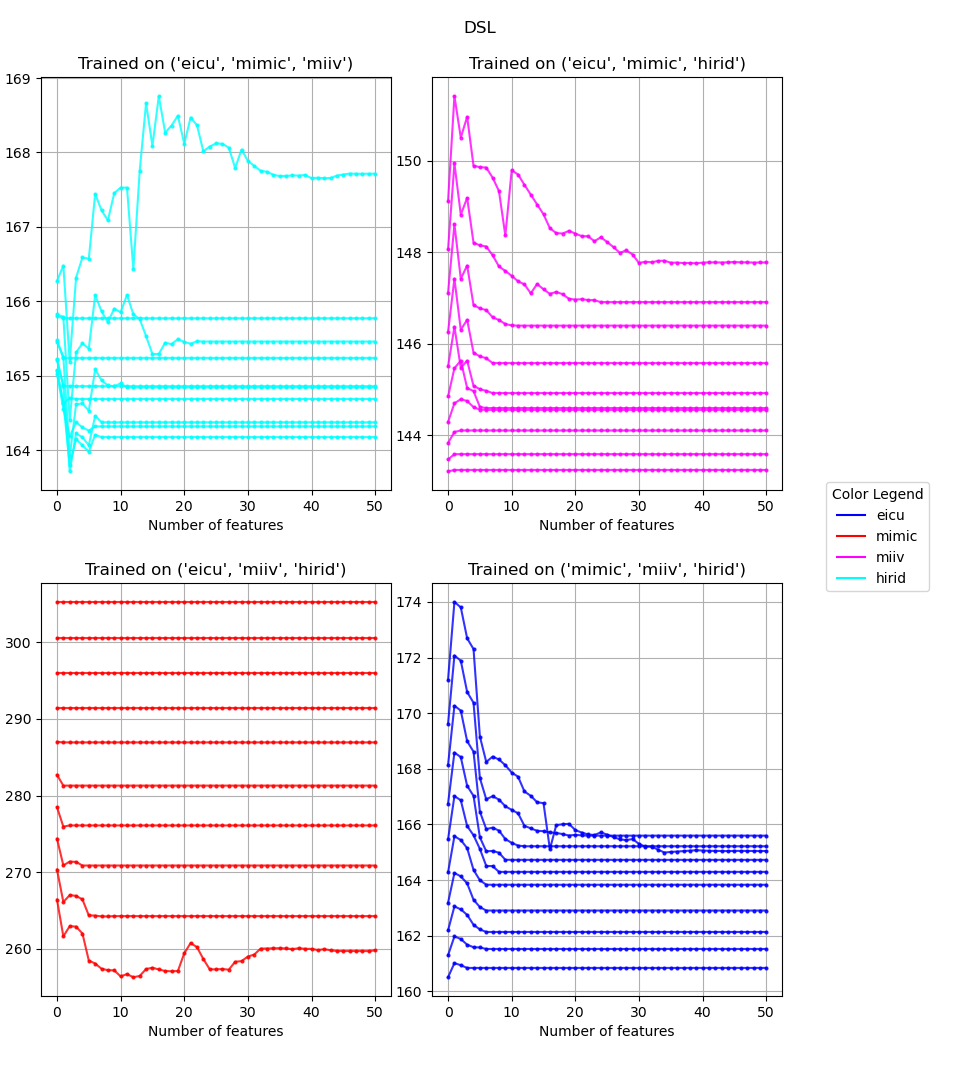 DSL
Trained on ('eicu', 'mimic', 'miiv')
169
168
167
166
165
164
0 10 20 30 40 50
Number of features
Trained on ('eicu', 'mimic', 'hirid')
150
148
146
144
0 10 20 30 40 50
Number of features
Color Legend
eicu
mimic
miiv
hirid
Trained on ('eicu', 'miiv', 'hirid')
300
290
280
270
260
0 10 20 30 40 50
Number of features
Trained on ('mimic', 'miiv', 'hirid')
174
172
170
168
166
164
162
160
0 10 20 30 40 50
Number of features